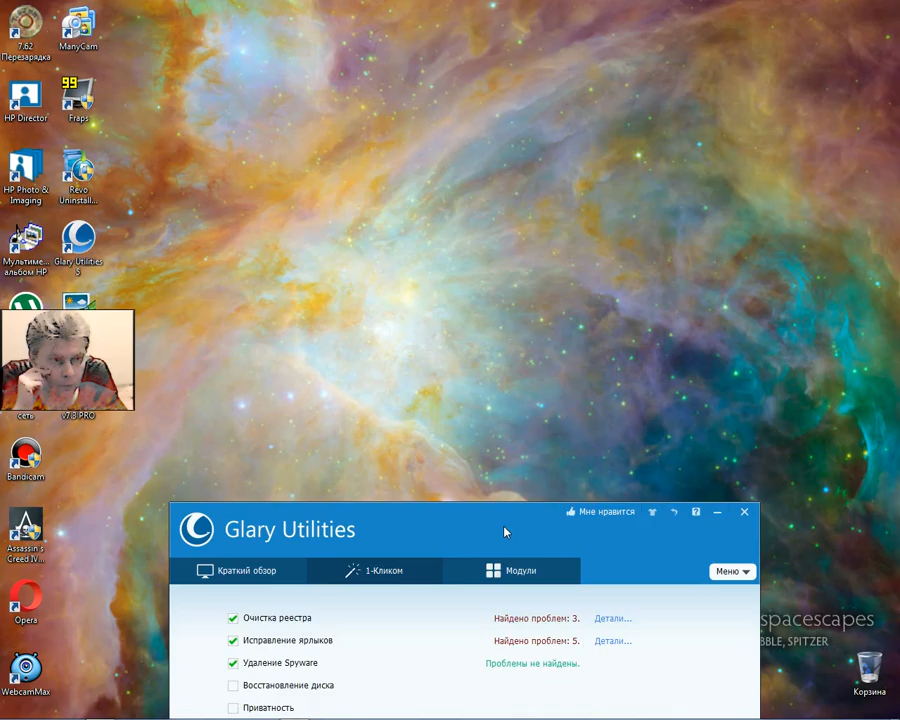 7.62
Перезарядка
ManyCam
HP Director
99
Fraps
HP Photo &
Imaging
Revo
Uninstall...
Мультиме...
альбом HP
Glary Utilities
5
сеть
v7.3 PRO
Bandicam
Assassin's
Creed IV...
Opera
WebcamMax
Мне нравится
Glary Utilities
Краткий обзор
1-Кликом
Модули
Меню
Очистка реестра
Найдено проблем: 3.
Детали...
Исправление ярлыков
Найдено проблем: 5.
Детали...
Удаление Spyware
Проблемы не найдены.
Восстановление диска
Приватность
spacescapes
BBLE, SPITZER
Корзина